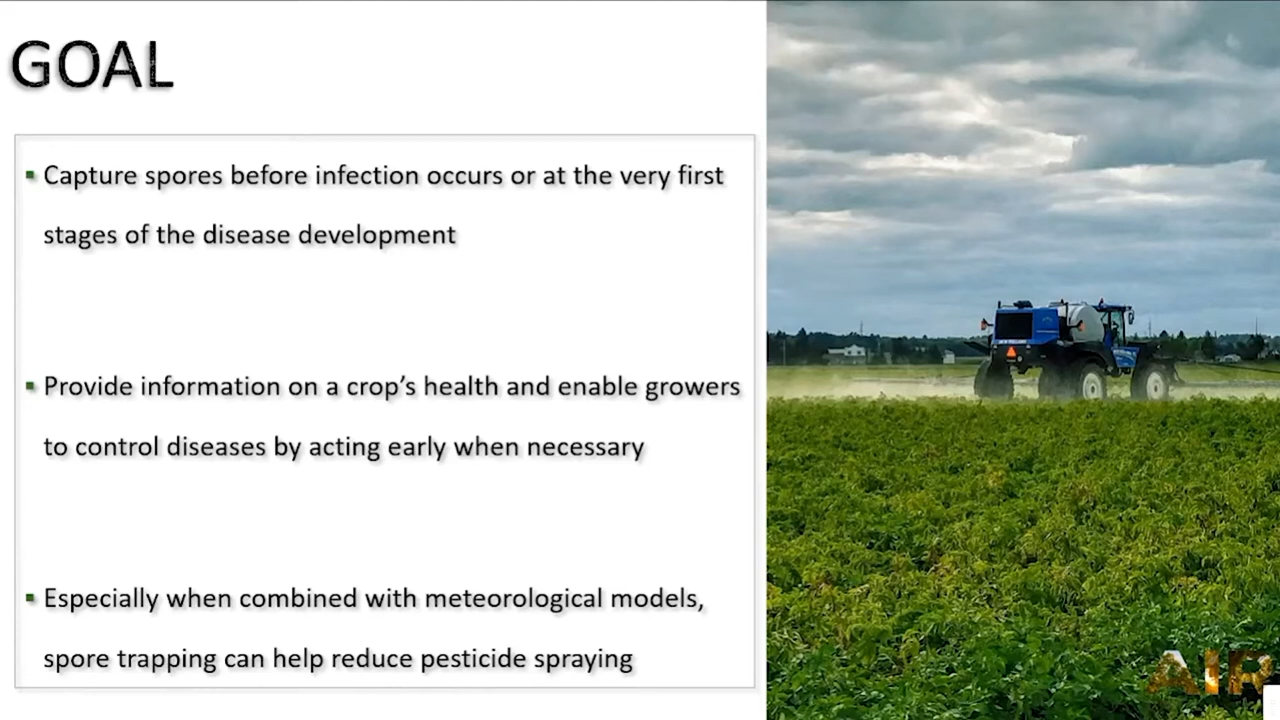 GOAL
▪ Capture spores before infection occurs or at the very first
stages of the disease development
▪ Provide information on a crop’s health and enable growers
to control diseases by acting early when necessary
▪ Especially when combined with meteorological models,
spore trapping can help reduce pesticide spraying
AIR